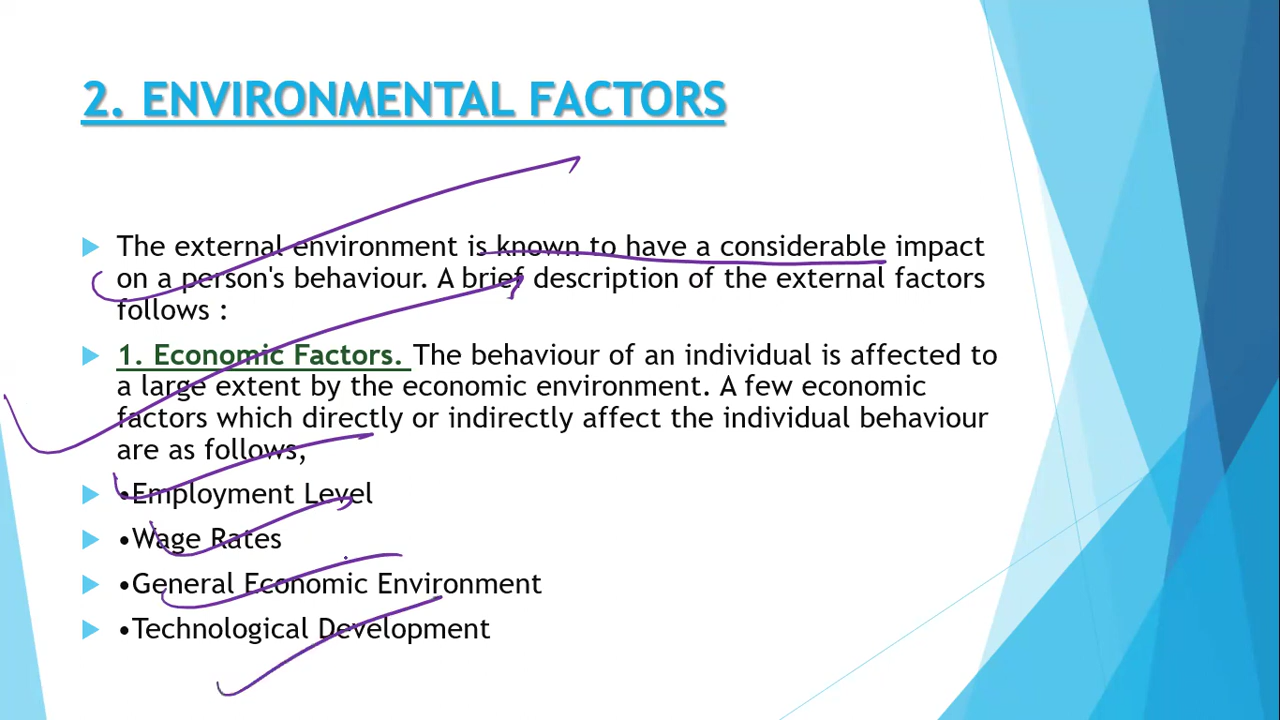 2. ENVIRONMENTAL FACTORS
The external environment is known to have a considerable impact
on a person's behaviour. A brief description of the external factors
follows :
1. Economic Factors. The behaviour of an individual is affected to
a large extent by the economic environment. A few economic
factors which directly or indirectly affect the individual behaviour
are as follows,
•Employment Level
•Wage Rates
•General Economic Environment
•Technological Development